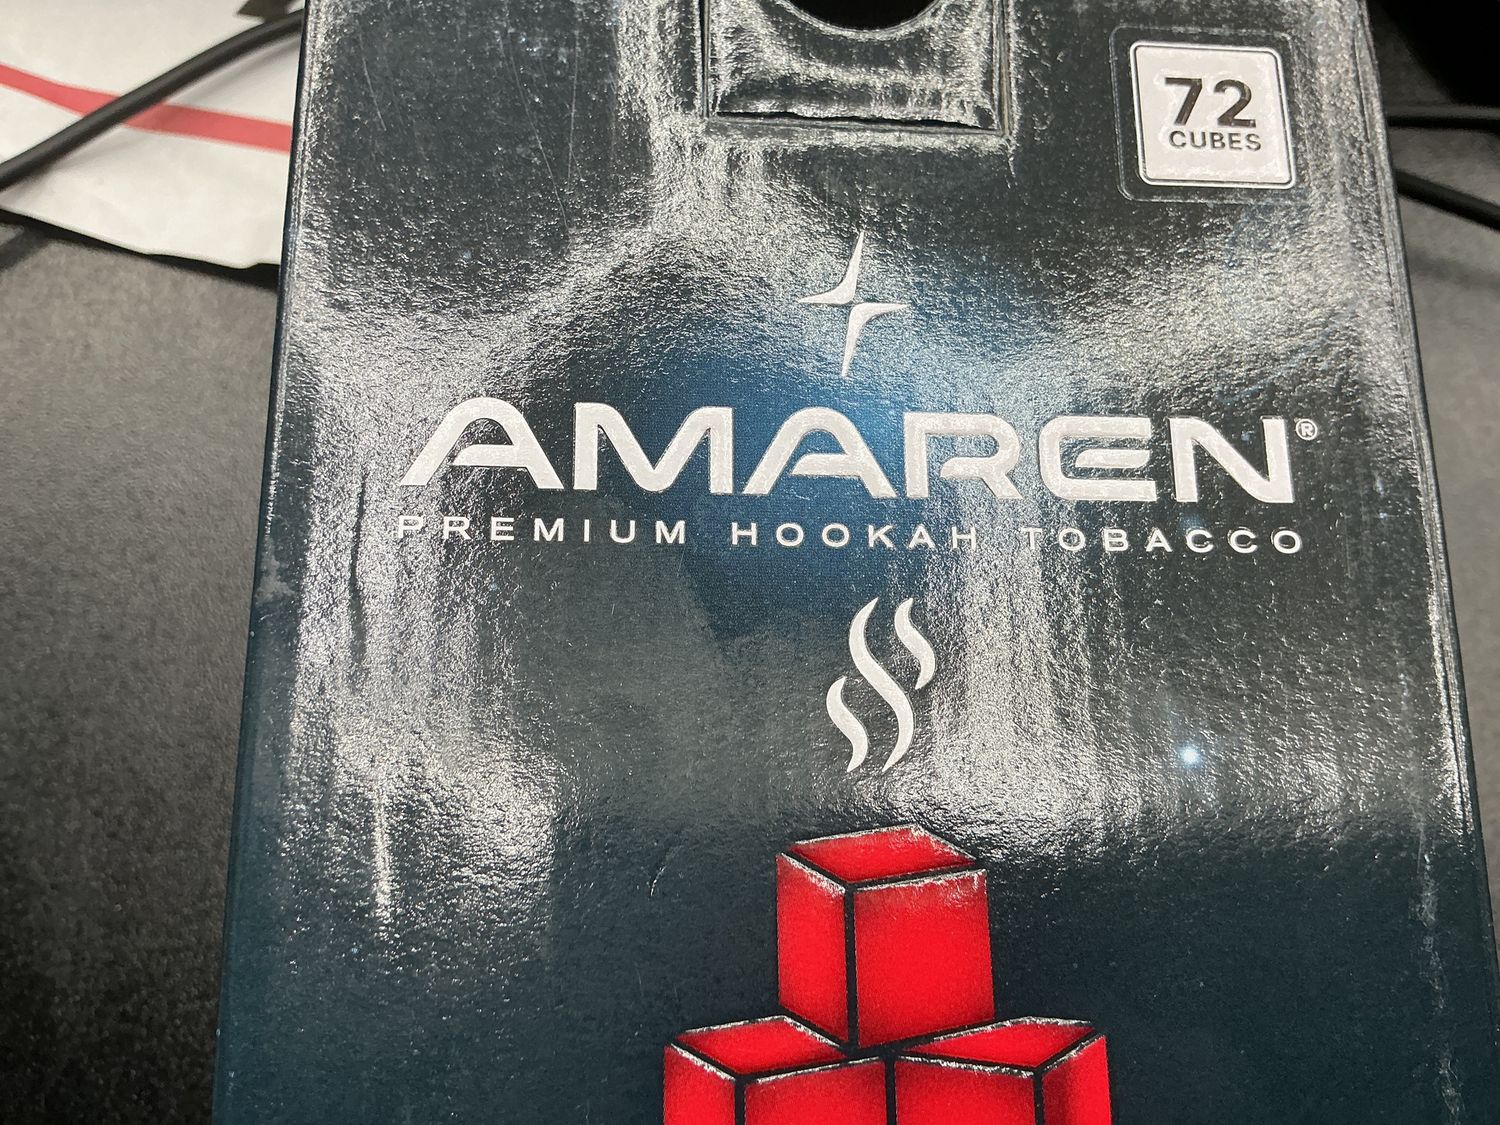 72
CUBES
AMAREN®
PREMIUM HOOKAH TOBACCO